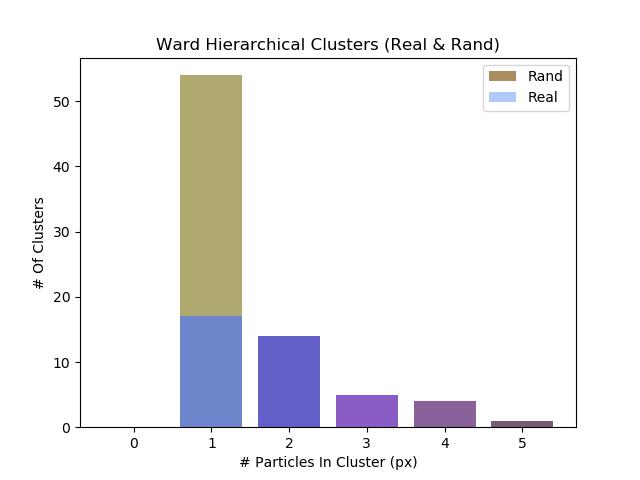 Ward Hierarchical Clusters (Real & Rand)
Rand
Real
# Of Clusters
50
40
30
20
10
0
0 1 2 3 4 5
# Particles In Cluster (px)